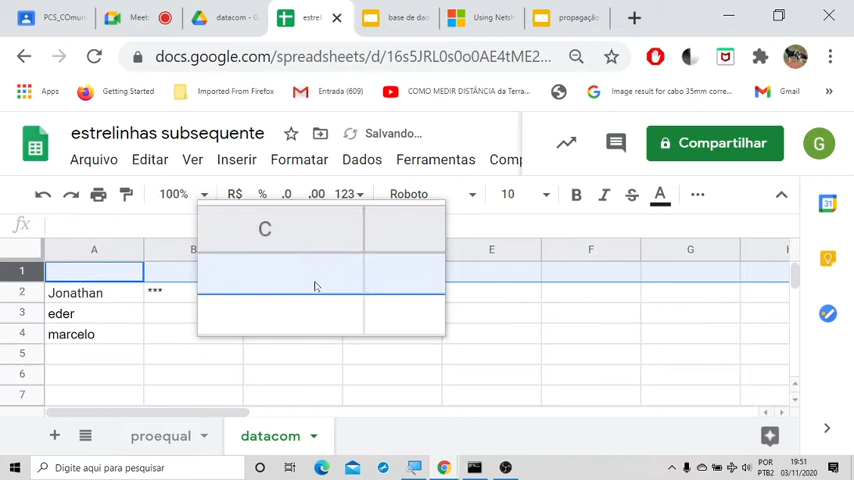 PCS_COmun
Meet:
datacom - G
estrel
base de dad
Using Netsh
propagação
docs.google.com/spreadsheets/d/16s5JRL0s0o0AE4tME2...
Apps
Getting Started
Imported From Firefox
Entrada (609)
COMO MEDIR DISTÂNCIA da Terra...
Image result for cabo 35mm corre...
Gmail
»
estrelinhas subsequente
Salvando...
Compartilhar
G
Arquivo Editar Ver Inserir Formatar Dados Ferramentas Comp
100% R$ % .0 .00 123 Roboto 10 B I S A
fx
A B C E F G H
1
2 Jonathan ***
3 eder
4 marcelo
5
6
7
proequal
datacom
Digite aqui para pesquisar
POR
PTB2
19:51
03/11/2020